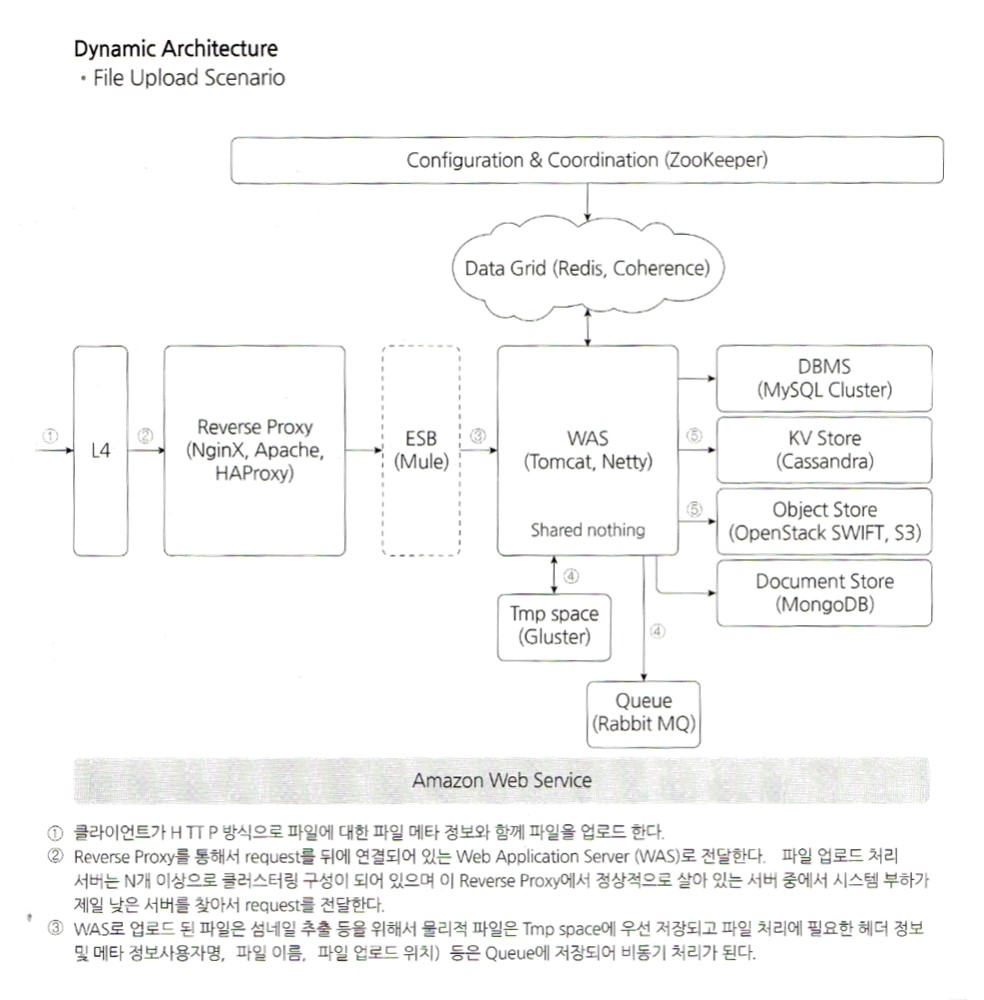 Dynamic Architecture
• File Upload Scenario
Configuration & Coordination (ZooKeeper)
Data Grid (Redis, Coherence)
①
L4
②
Reverse Proxy
(NginX, Apache,
HAProxy)
ESB
(Mule)
③
WAS
(Tomcat, Netty)
Shared nothing
DBMS
(MySQL Cluster)
⑤
KV Store
(Cassandra)
⑤
Object Store
(OpenStack SWIFT, S3)
Document Store
(MongoDB)
④
Tmp space
(Gluster)
④
Queue
(Rabbit MQ)
Amazon Web Service
① 클라이언트가 H TT P 방식으로 파일에 대한 파일 메타 정보와 함께 파일을 업로드 한다.
② Reverse Proxy를 통해서 request를 뒤에 연결되어 있는 Web Application Server (WAS)로 전달한다. 파일 업로드 처리
서버는 N개 이상으로 클러스터링 구성이 되어 있으며 이 Reverse Proxy에서 정상적으로 살아 있는 서버 중에서 시스템 부하가
제일 낮은 서버를 찾아서 request를 전달한다.
③ WAS로 업로드 된 파일은 섬네일 추출 등을 위해서 물리적 파일은 Tmp space에 우선 저장되고 파일 처리에 필요한 헤더 정보
및 메타 정보사용자명, 파일 이름, 파일 업로드 위치) 등은 Queue에 저장되어 비동기 처리가 된다.